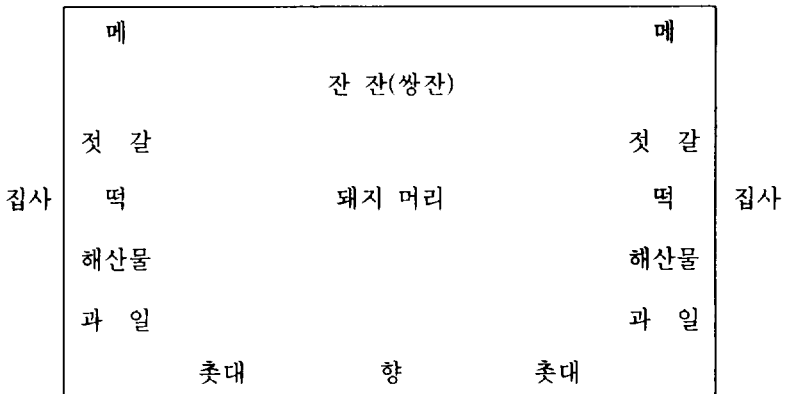 메 메
잔 잔(쌍잔)
젓 갈 젓 갈
집사 떡 돼지 머리 떡 집사
해산물 해산물
과 일 과 일
촛대 향 촛대